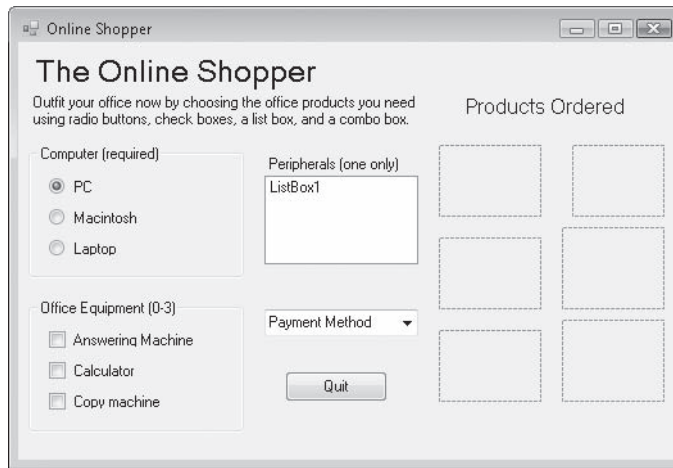 Online Shopper
The Online Shopper
Outfit your office now by choosing the office products you need
using radio buttons, check boxes, a list box, and a combo box.
Products Ordered
Computer (required)
PC
Macintosh
Laptop
Peripherals (one only)
ListBox1
Office Equipment (0-3)
Answering Machine
Calculator
Copy machine
Payment Method
Quit